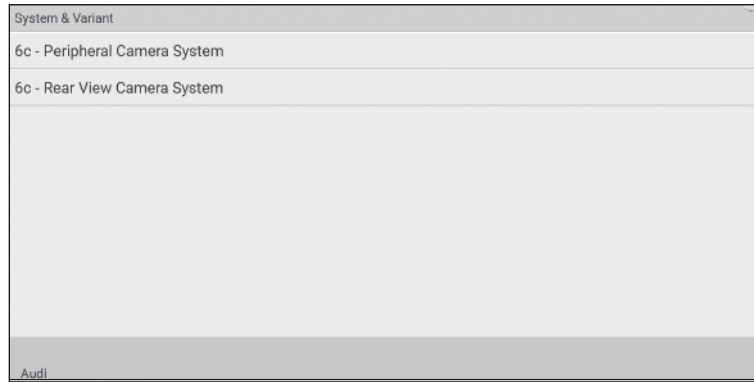 System & Variant
6c - Peripheral Camera System
6c - Rear View Camera System
Audi